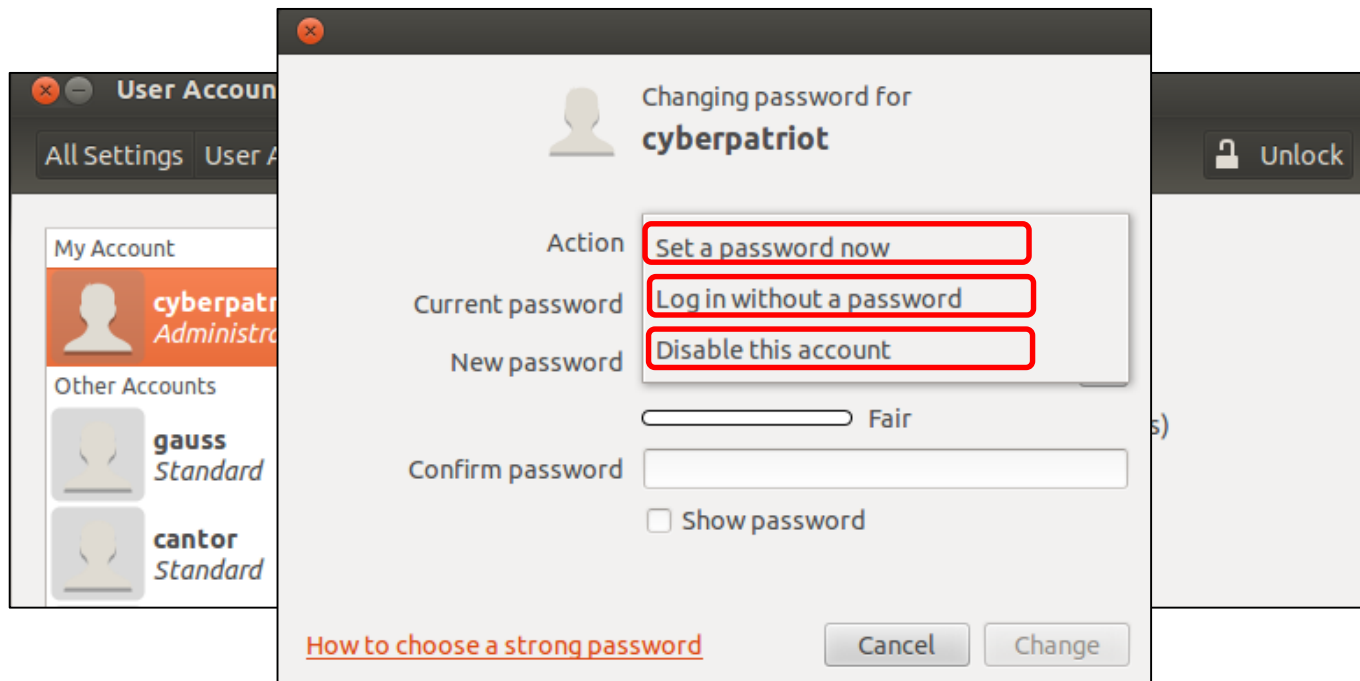 User Accoun
All Settings User A
Unlock
My Account
cyberpatr
Administra
Other Accounts
gauss
Standard
cantor
Standard
Changing password for
cyberpatriot
Action
Set a password now
Log in without a password
Disable this account
Current password
New password
Fair
s)
Confirm password
Show password
How to choose a strong password
Cancel
Change